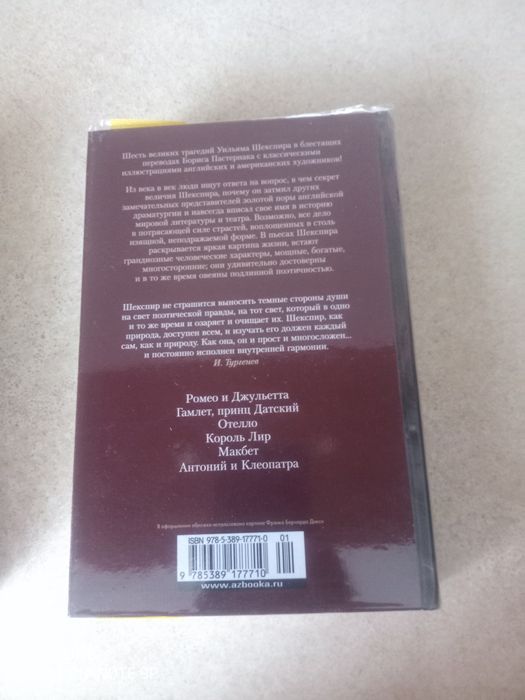 Шесть великих трагедий Уильяма Шекспира в блестящих
переводах Бориса Пастернака с классическими
иллюстрациями английских и американских художников!
Из века в век люди ищут ответа на вопрос, в чем секрет
величия Шекспира, почему он затмил других
замечательных представителей золотой поры английской
драматургии и навсегда вписал свое имя в историю
мировой литературы и театра. Возможно, все дело
в потрясающей силе страстей, воплощенных в столь
изящной, неподражаемой форме. В пьесах Шекспира
раскрывается яркая картина жизни, встают
грандиозные человеческие характеры, мощные, богатые,
многосторонние; они удивительно достоверны
и в то же время овеяны подлинной поэтичностью.
Шекспир не страшится выносить темные стороны души
на свет поэтической правды, на тот свет, который в одно
и то же время и озаряет и очищает их. Шекспир, как
природа, доступен всем, и изучать его должен каждый
сам, как и природу. Как она, он и прост и многосложен...
и постоянно исполнен внутренней гармонии.
И. Тургенев
Ромео и Джульетта
Гамлет, принц Датский
Отелло
Король Лир
Макбет
Антоний и Клеопатра
В оформлении обложки использована картина Фрэнка Бернарда Дикси
ISBN 978-5-389-17771-0
01
9 785389 177710
www.azbooka.ru